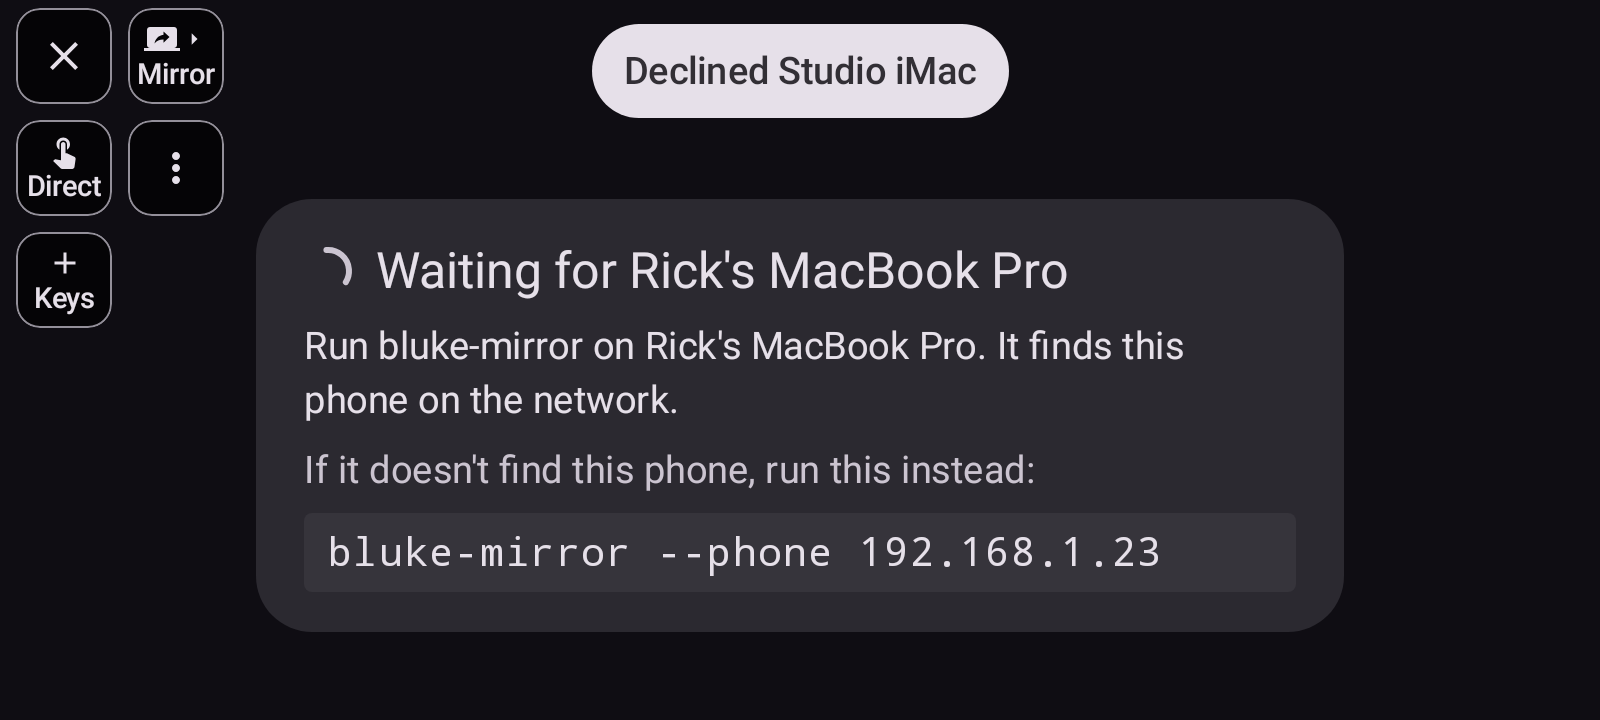 Mirror
Declined Studio iMac
Direct
Keys
Waiting for Rick's MacBook Pro
Run bluke-mirror on Rick's MacBook Pro. It finds this
phone on the network.
If it doesn't find this phone, run this instead:
bluke-mirror --phone 192.168.1.23